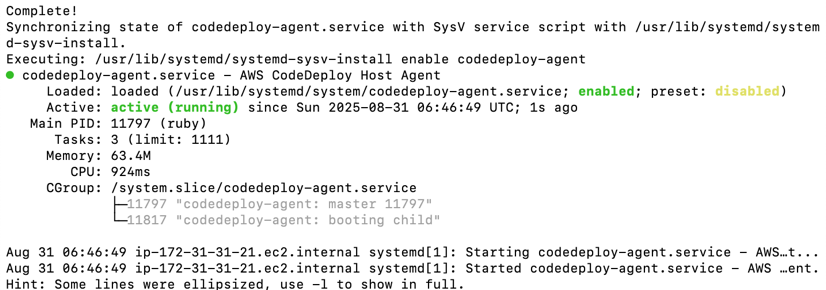 Complete!
Synchronizing state of codedeploy-agent.service with SysV service script with /usr/lib/systemd/system
d-sysv-install.
Executing: /usr/lib/systemd/systemd-sysv-install enable codedeploy-agent
● codedeploy-agent.service - AWS CodeDeploy Host Agent
Loaded: loaded (/usr/lib/systemd/system/codedeploy-agent.service; enabled; preset: disabled)
Active: active (running) since Sun 2025-08-31 06:46:49 UTC; 1s ago
Main PID: 11797 (ruby)
Tasks: 3 (limit: 1111)
Memory: 63.4M
CPU: 924ms
CGroup: /system.slice/codedeploy-agent.service
├─11797 "codedeploy-agent: master 11797"
└─11817 "codedeploy-agent: booting child"
Aug 31 06:46:49 ip-172-31-31-21.ec2.internal systemd[1]: Starting codedeploy-agent.service - AWS…t...
Aug 31 06:46:49 ip-172-31-31-21.ec2.internal systemd[1]: Started codedeploy-agent.service - AWS …ent.
Hint: Some lines were ellipsized, use -l to show in full.